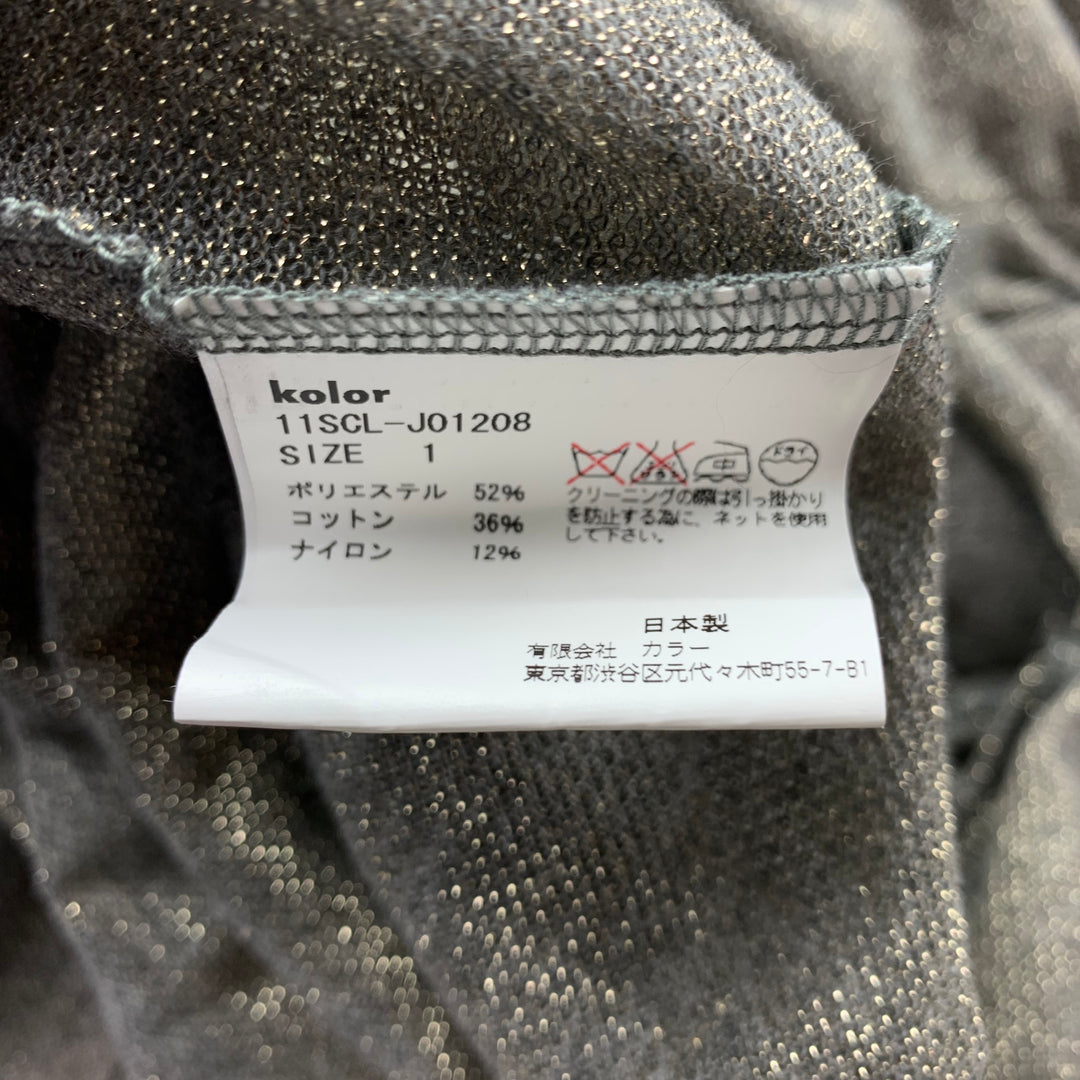 kolor
11SCL-J01208
SIZE 1
ポリエステル 52%
コットン 36%
ナイロン 12%
中
ドライ
クリーニングの際は引っ掛かり
を防止する為に、ネットを使用
して下さい。
日本製
有限会社 カラー
東京都渋谷区元代々木町55-7-B1